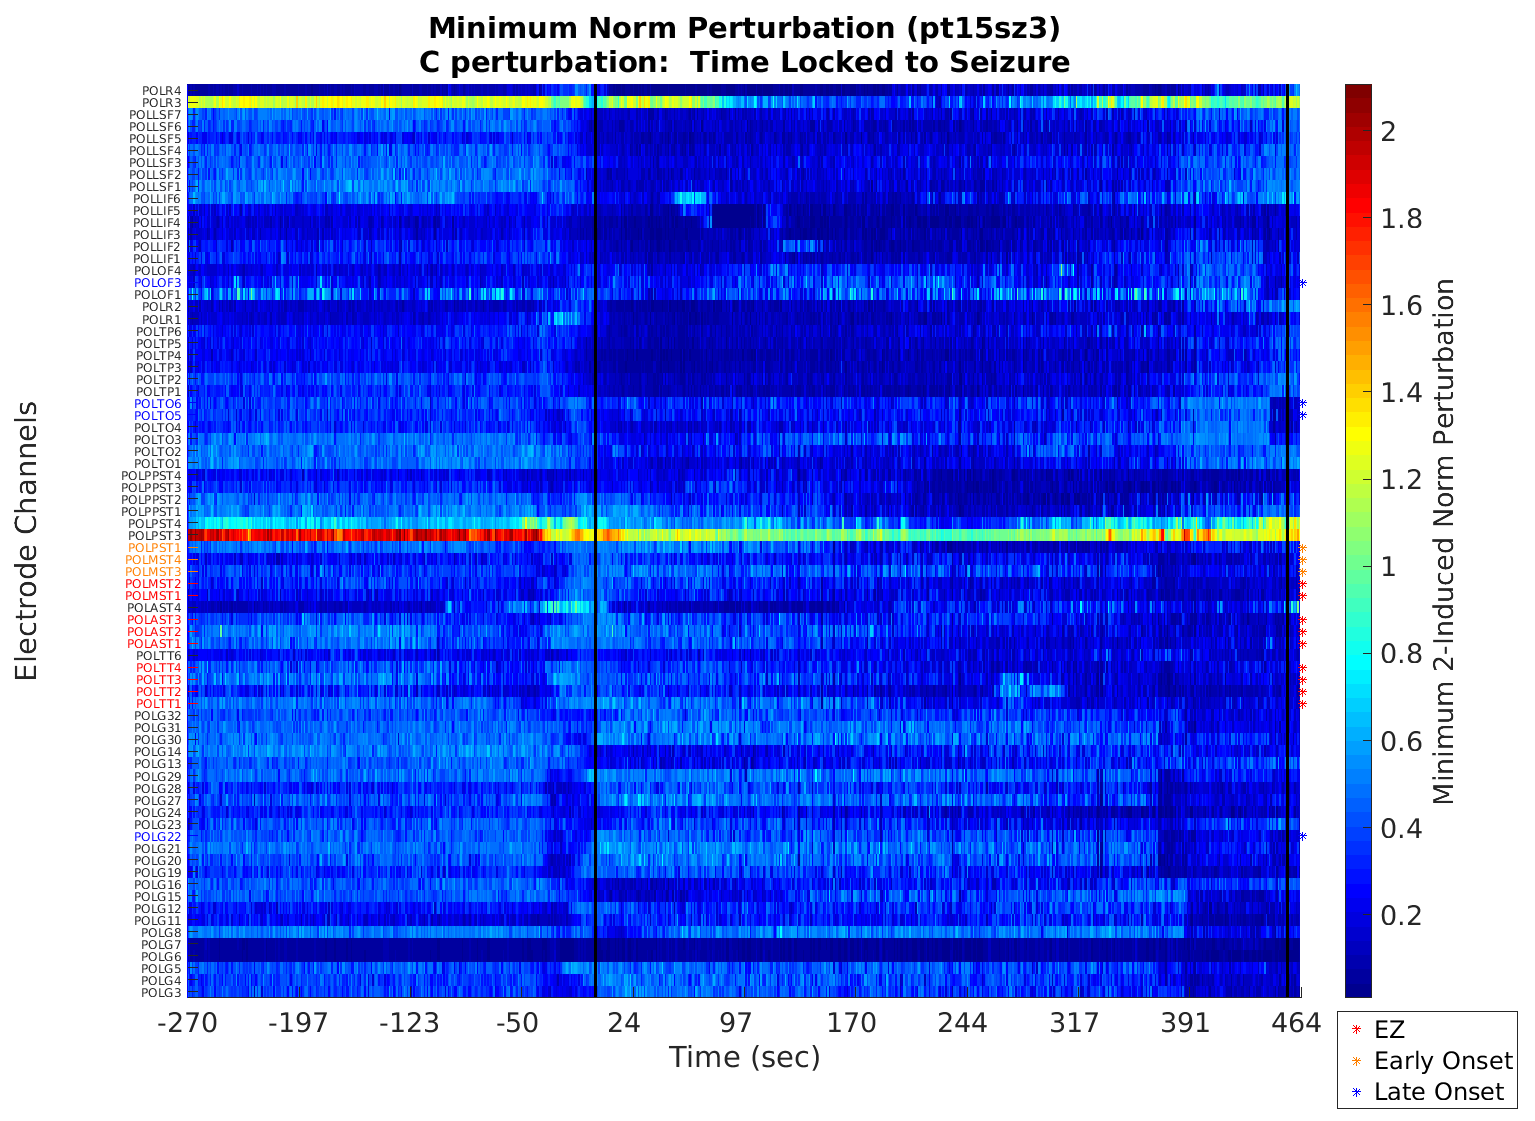 Minimum Norm Perturbation (pt15sz3)
C perturbation:  Time Locked to Seizure
Electrode Channels
POLR4
POLR3
POLLSF7
POLLSF6
POLLSF5
POLLSF4
POLLSF3
POLLSF2
POLLSF1
POLLIF6
POLLIF5
POLLIF4
POLLIF3
POLLIF2
POLLIF1
POLOF4
POLOF3
POLOF1
POLR2
POLR1
POLTP6
POLTP5
POLTP4
POLTP3
POLTP2
POLTP1
POLTO6
POLTO5
POLTO4
POLTO3
POLTO2
POLTO1
POLPPST4
POLPPST3
POLPPST2
POLPPST1
POLPST4
POLPST3
POLPST1
POLMST4
POLMST3
POLMST2
POLMST1
POLAST4
POLAST3
POLAST2
POLAST1
POLTT6
POLTT4
POLTT3
POLTT2
POLTT1
POLG32
POLG31
POLG30
POLG14
POLG13
POLG29
POLG28
POLG27
POLG24
POLG23
POLG22
POLG21
POLG20
POLG19
POLG16
POLG15
POLG12
POLG11
POLG8
POLG7
POLG6
POLG5
POLG4
POLG3
-270 -197 -123 -50 24 97 170 244 317 391 464
Time (sec)
2
1.8
1.6
1.4
1.2
1
0.8
0.6
0.4
0.2
Minimum 2-Induced Norm Perturbation
EZ
Early Onset
Late Onset